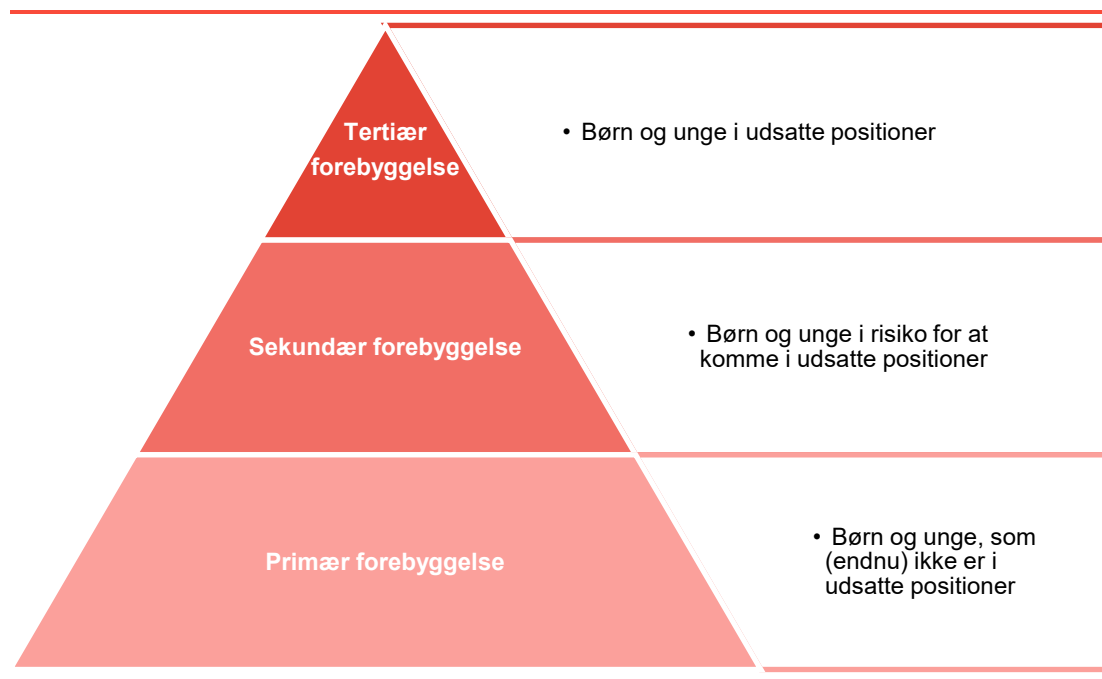 Tertiær
forebyggelse
• Børn og unge i udsatte positioner
Sekundær forebyggelse
• Børn og unge i risiko for at
komme i udsatte positioner
Primær forebyggelse
• Børn og unge, som
(endnu) ikke er i
udsatte positioner